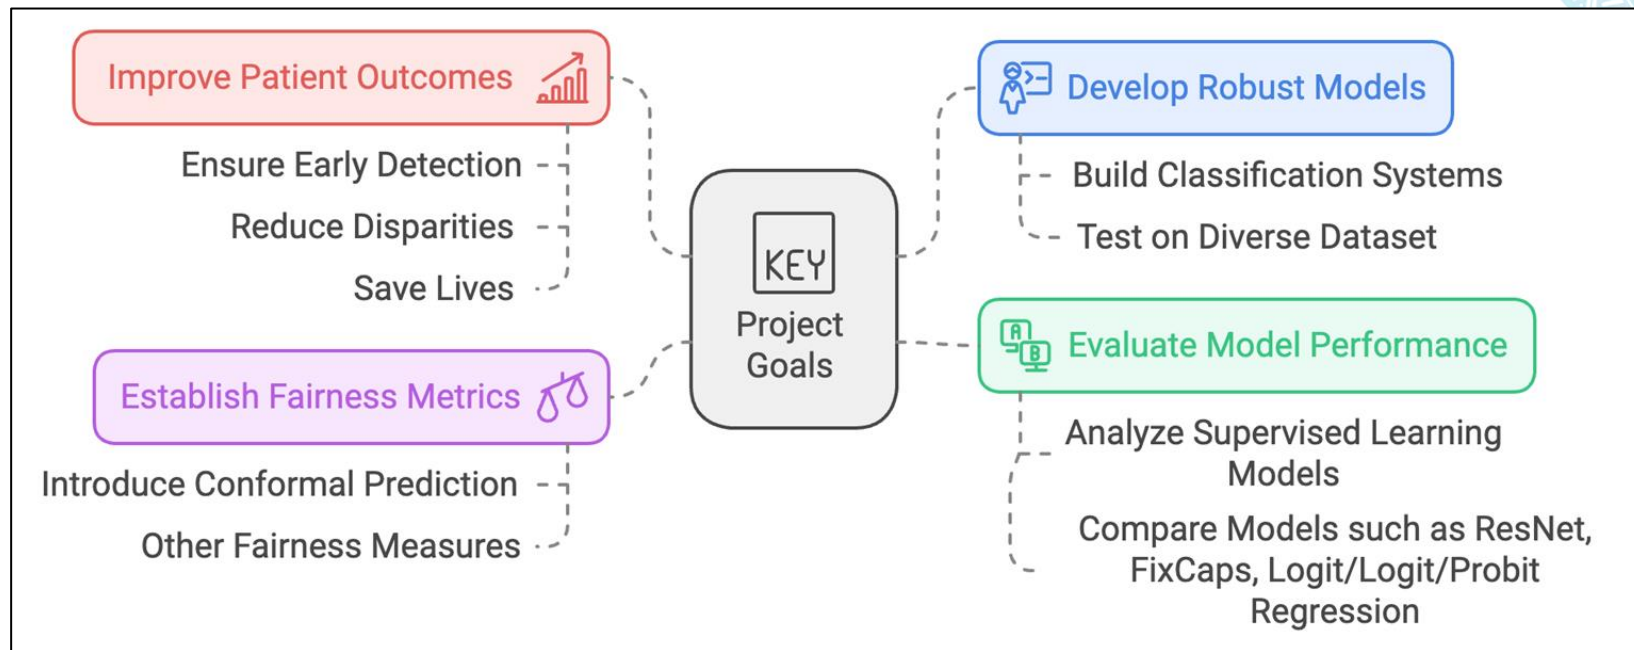 Improve Patient Outcomes
Ensure Early Detection
Reduce Disparities
Save Lives
Establish Fairness Metrics
Introduce Conformal Prediction
Other Fairness Measures
KEY
Project
Goals
Develop Robust Models
Build Classification Systems
Test on Diverse Dataset
A
B
Evaluate Model Performance
Analyze Supervised Learning
Models
Compare Models such as ResNet,
FixCaps, Logit/Logit/Probit
Regression